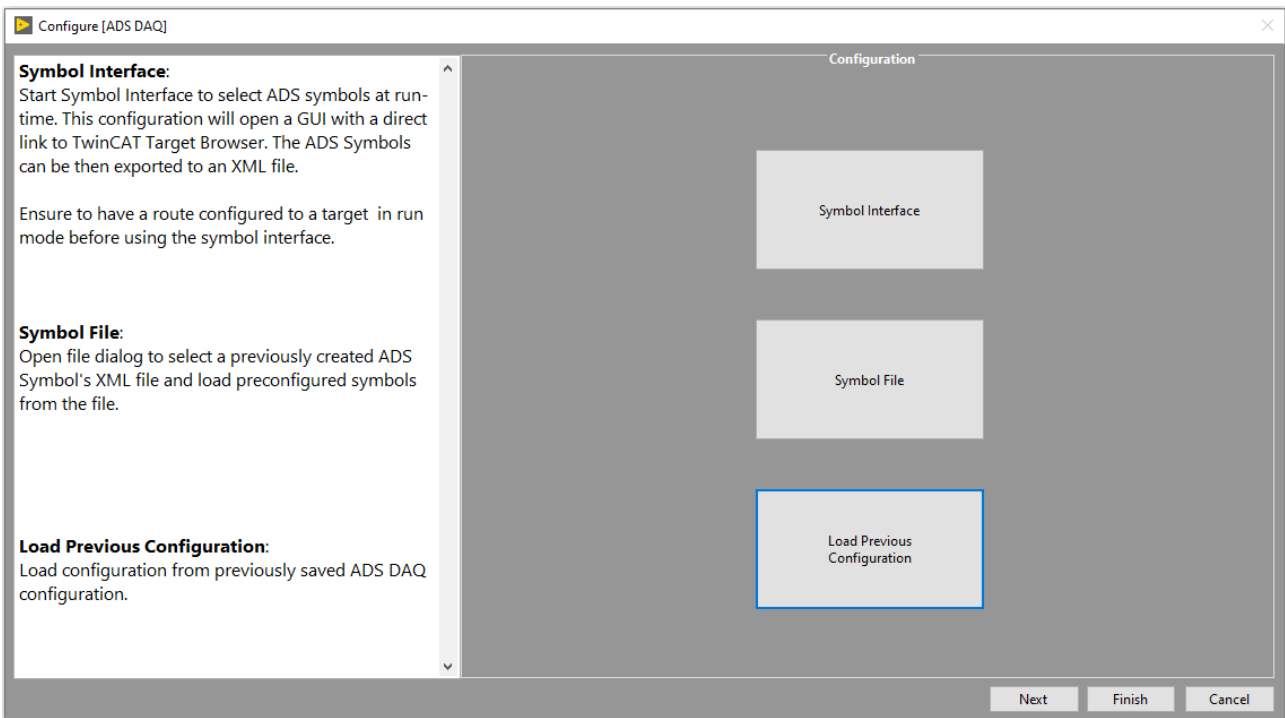 Configure [ADS DAQ]
Symbol Interface:
Start Symbol Interface to select ADS symbols at run-
time. This configuration will open a GUI with a direct
link to TwinCAT Target Browser. The ADS Symbols
can be then exported to an XML file.
Ensure to have a route configured to a target  in run
mode before using the symbol interface.
Symbol File:
Open file dialog to select a previously created ADS
Symbol's XML file and load preconfigured symbols
from the file.
Load Previous Configuration:
Load configuration from previously saved ADS DAQ
configuration.
Configuration
Symbol Interface
Symbol File
Load Previous
Configuration
Next
Finish
Cancel